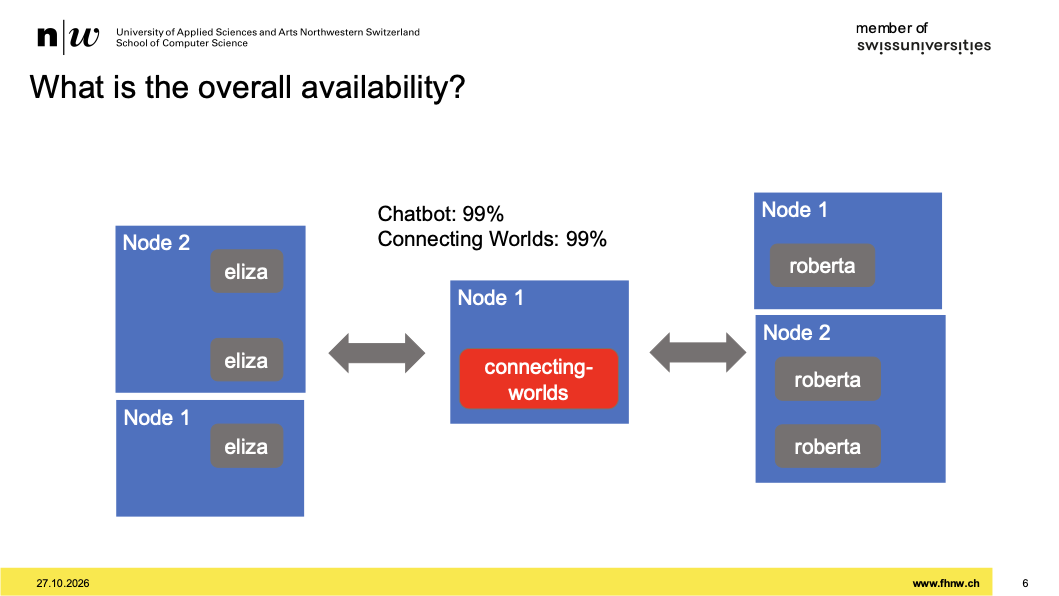 n|w
University of Applied Sciences and Arts Northwestern Switzerland
School of Computer Science
member of
swissuniversities
What is the overall availability?
Chatbot: 99%
Connecting Worlds: 99%
Node 2
eliza
eliza
Node 1
eliza
Node 1
connecting-
worlds
Node 1
roberta
Node 2
roberta
roberta
27.10.2026
www.fhnw.ch
6